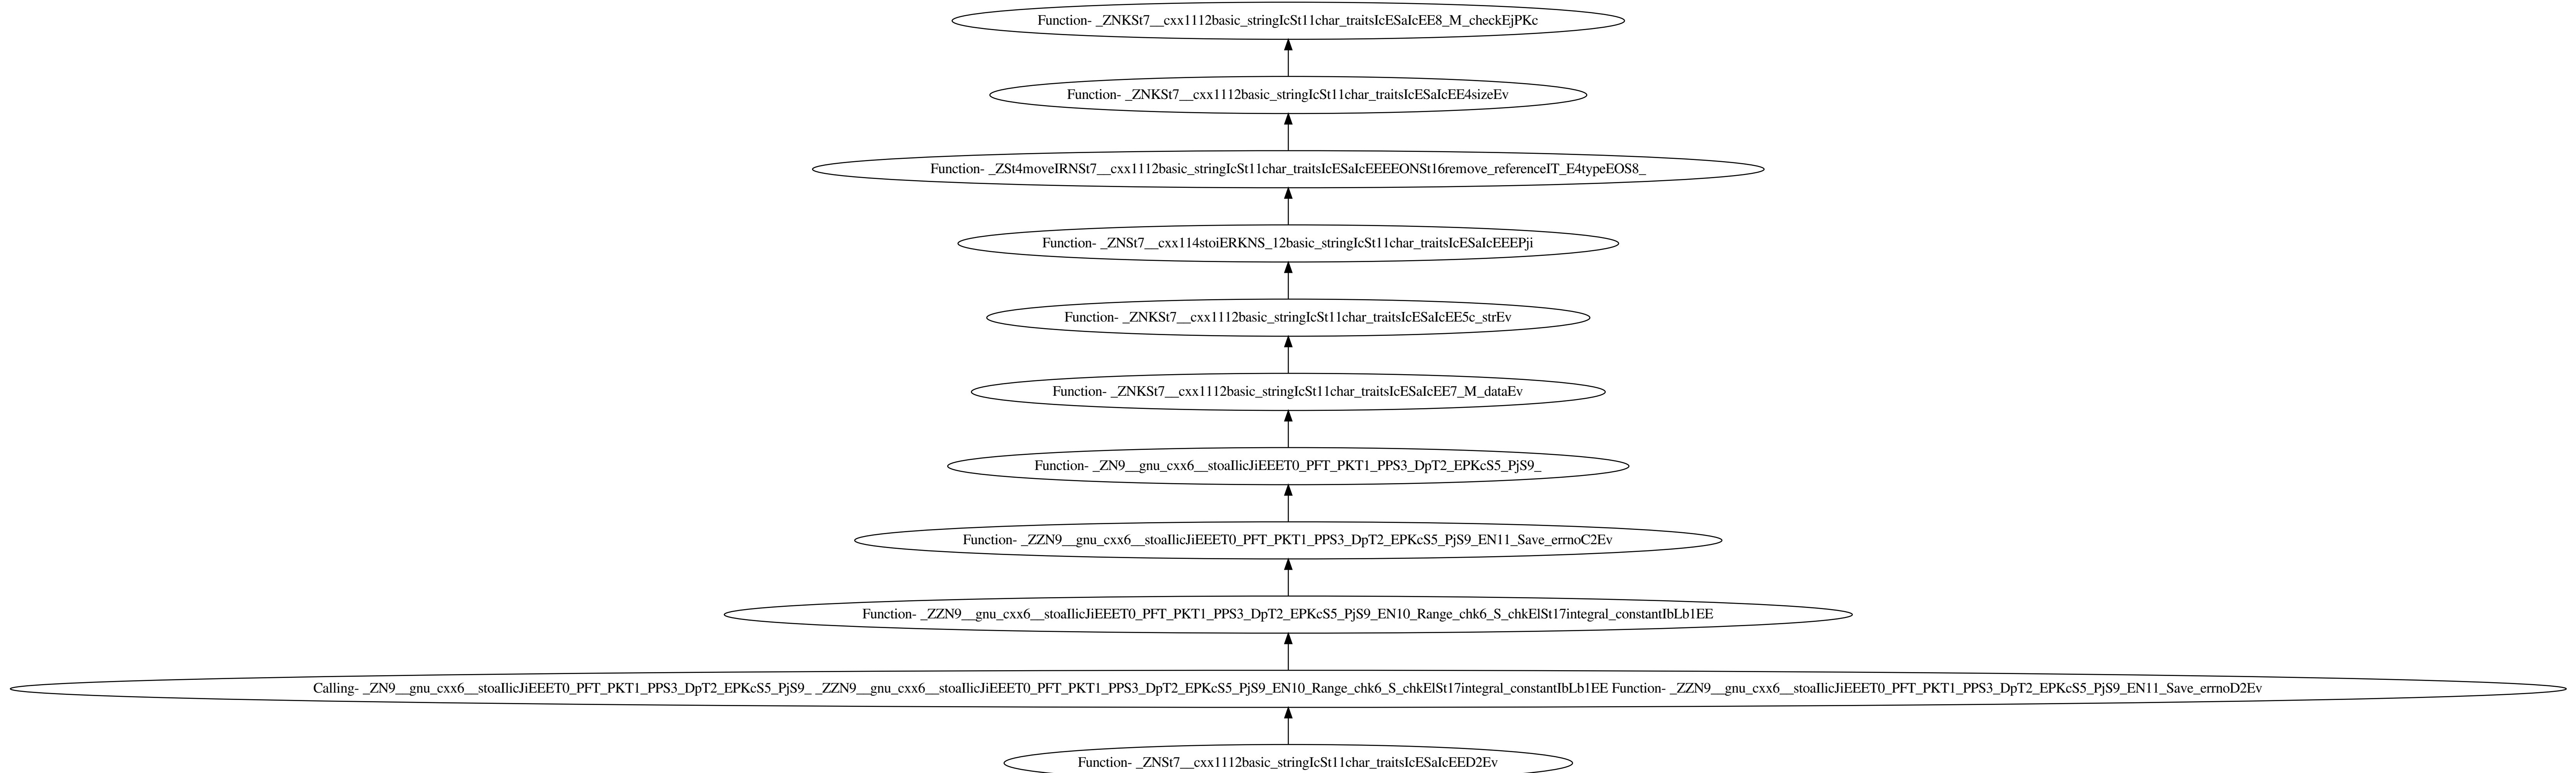 Function- _ZNKSt7__cxx1112basic_stringIcSt11char_traitsIcESaIcEE8_M_checkEjPKc
Function- _ZNKSt7__cxx1112basic_stringIcSt11char_traitsIcESaIcEE4sizeEv
Function- _ZSt4moveIRNSt7__cxx1112basic_stringIcSt11char_traitsIcESaIcEEEEONSt16remove_referenceIT_E4typeEOS8_
Function- _ZNSt7__cxx114stoiERKNS_12basic_stringIcSt11char_traitsIcESaIcEEEPji
Function- _ZNKSt7__cxx1112basic_stringIcSt11char_traitsIcESaIcEE5c_strEv
Function- _ZNKSt7__cxx1112basic_stringIcSt11char_traitsIcESaIcEE7_M_dataEv
Function- _ZN9__gnu_cxx6__stoaIlicJiEEET0_PFT_PKT1_PPS3_DpT2_EPKcS5_PjS9_
Function- _ZZN9__gnu_cxx6__stoaIlicJiEEET0_PFT_PKT1_PPS3_DpT2_EPKcS5_PjS9_EN11_Save_errnoC2Ev
Function- _ZZN9__gnu_cxx6__stoaIlicJiEEET0_PFT_PKT1_PPS3_DpT2_EPKcS5_PjS9_EN10_Range_chk6_S_chkElSt17integral_constantIbLb1EE
Calling- _ZN9__gnu_cxx6__stoaIlicJiEEET0_PFT_PKT1_PPS3_DpT2_EPKcS5_PjS9_ _ZZN9__gnu_cxx6__stoaIlicJiEEET0_PFT_PKT1_PPS3_DpT2_EPKcS5_PjS9_EN10_Range_chk6_S_chkElSt17integral_constantIbLb1EE Function- _ZZN9__gnu_cxx6__stoaIlicJiEEET0_PFT_PKT1_PPS3_DpT2_EPKcS5_PjS9_EN11_Save_errnoD2Ev
Function- _ZNSt7__cxx1112basic_stringIcSt11char_traitsIcESaIcEED2Ev